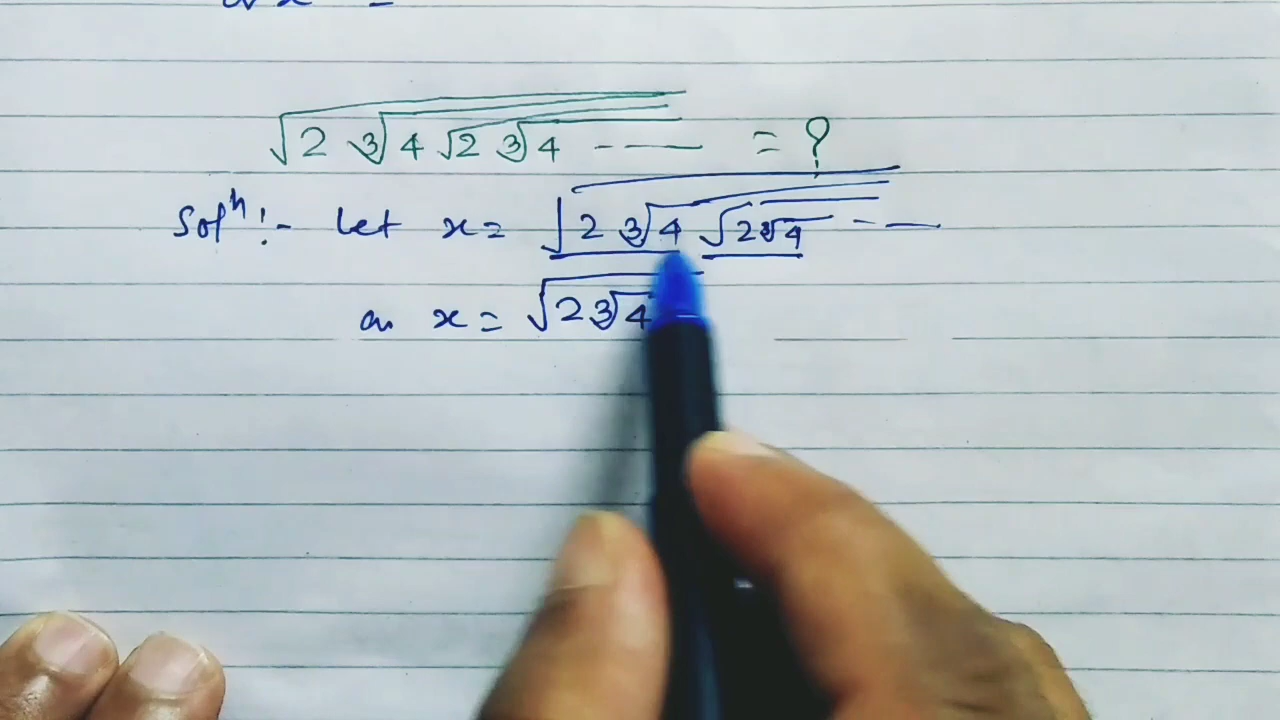 √2 ∛4 √2 ∛4 ------ = ?
Solⁿ!- Let x = √2 ∛4 √2 ∛4 ----
or x = √2 ∛4